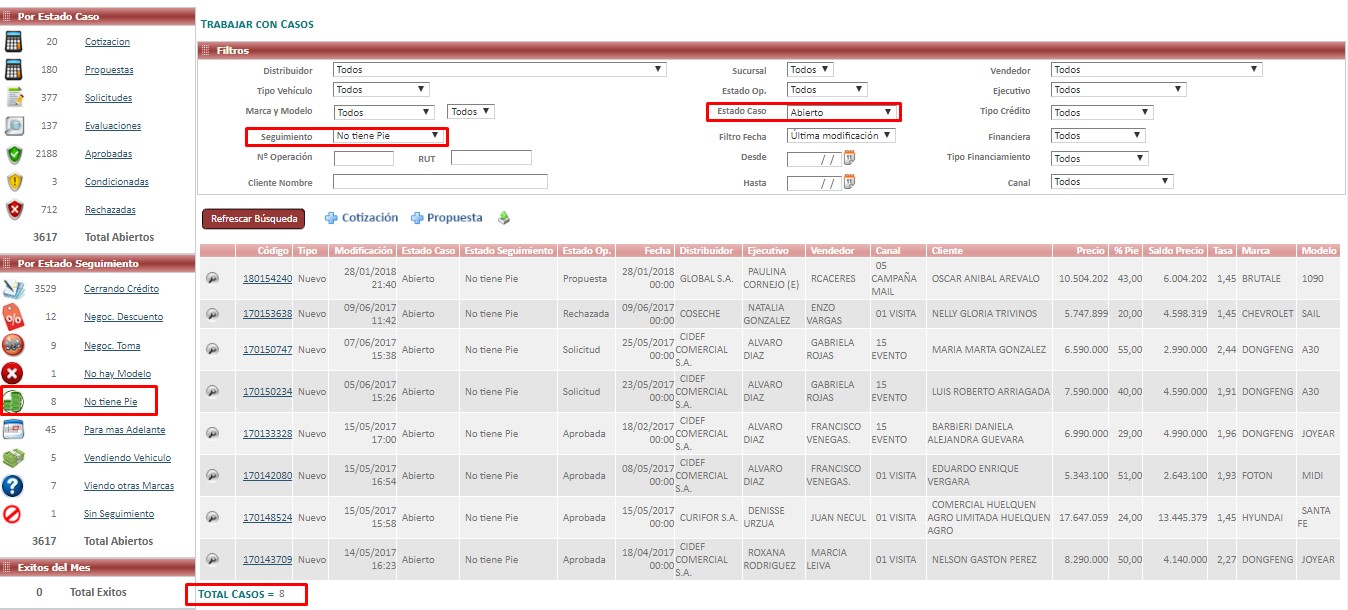 Por Estado Caso
20 Cotizacion
180 Propuestas
377 Solicitudes
137 Evaluaciones
2188 Aprobadas
3 Condicionadas
712 Rechazadas
3617 Total Abiertos
Por Estado Seguimiento
3529 Cerrando Crédito
12 Negoc. Descuento
9 Negoc. Toma
1 No hay Modelo
8 No tiene Pie
45 Para mas Adelante
5 Vendiendo Vehiculo
7 Viendo otras Marcas
1 Sin Seguimiento
3617 Total Abiertos
Exitos del Mes
0 Total Exitos
TRABAJAR CON CASOS
Filtros
Distribuidor Todos Sucursal Todos Vendedor Todos
Tipo Vehículo Todos Estado Op. Todos Ejecutivo Todos
Marca y Modelo Todos Todos Estado Caso Abierto Tipo Crédito Todos
Seguimiento No tiene Pie Filtro Fecha Última modificación Financiera Todos
Nº Operación RUT Desde / / Tipo Financiamiento Todos
Cliente Nombre Hasta / / Canal Todos
Refrescar Búsqueda Cotización Propuesta
Código Tipo Modificación Estado Caso Estado Seguimiento Estado Op. Fecha Distribuidor Ejecutivo Vendedor Canal Cliente Precio % Pie Saldo Precio Tasa Marca Modelo
180154240 Nuevo 28/01/2018 21:40 Abierto No tiene Pie Propuesta 28/01/2018 00:00 GLOBAL S.A. PAULINA CORNEJO (E) RCACERES 05 CAMPAÑA MAIL OSCAR ANIBAL AREVALO 10.504.202 43,00 6.004.202 1,45 BRUTALE 1090
170153638 Nuevo 09/06/2017 11:42 Abierto No tiene Pie Rechazada 09/06/2017 00:00 COSECHE NATALIA GONZALEZ ENZO VARGAS 01 VISITA NELLY GLORIA TRIVINOS 5.747.899 20,00 4.598.319 1,45 CHEVROLET SAIL
170150747 Nuevo 07/06/2017 15:38 Abierto No tiene Pie Solicitud 25/05/2017 00:00 CIDEF COMERCIAL S.A. ALVARO DIAZ GABRIELA ROJAS 15 EVENTO MARIA MARTA GONZALEZ 6.590.000 55,00 2.990.000 2,44 DONGFENG A30
170150234 Nuevo 05/06/2017 15:26 Abierto No tiene Pie Solicitud 23/05/2017 00:00 CIDEF COMERCIAL S.A. ALVARO DIAZ GABRIELA ROJAS 15 EVENTO LUIS ROBERTO ARRIAGADA 7.590.000 40,00 4.590.000 1,91 DONGFENG A30
170133328 Nuevo 15/05/2017 17:00 Abierto No tiene Pie Aprobada 18/02/2017 00:00 CIDEF COMERCIAL S.A. ALVARO DIAZ FRANCISCO VENEGAS. 15 EVENTO BARBIERI DANIELA ALEJANDRA GUEVARA 6.990.000 29,00 4.990.000 1,96 DONGFENG JOYEAR
170142080 Nuevo 15/05/2017 16:54 Abierto No tiene Pie Aprobada 08/05/2017 00:00 CIDEF COMERCIAL S.A. ALVARO DIAZ FRANCISCO VENEGAS. 01 VISITA EDUARDO ENRIQUE VERGARA 5.343.100 51,00 2.643.100 1,93 FOTON MIDI
170148524 Nuevo 15/05/2017 15:58 Abierto No tiene Pie Aprobada 15/05/2017 00:00 CURIFOR S.A. DENISSE URZUA JUAN NECUL 01 VISITA COMERCIAL HUELQUEN AGRO LIMITADA HUELQUEN AGRO 17.647.059 24,00 13.445.379 1,45 HYUNDAI SANTA FE
170143709 Nuevo 14/05/2017 16:23 Abierto No tiene Pie Aprobada 18/04/2017 00:00 CIDEF COMERCIAL S.A. ROXANA RODRIGUEZ MARCIA LEIVA 01 VISITA NELSON GASTON PEREZ 8.290.000 50,00 4.140.000 2,27 DONGFENG JOYEAR
TOTAL CASOS = 8